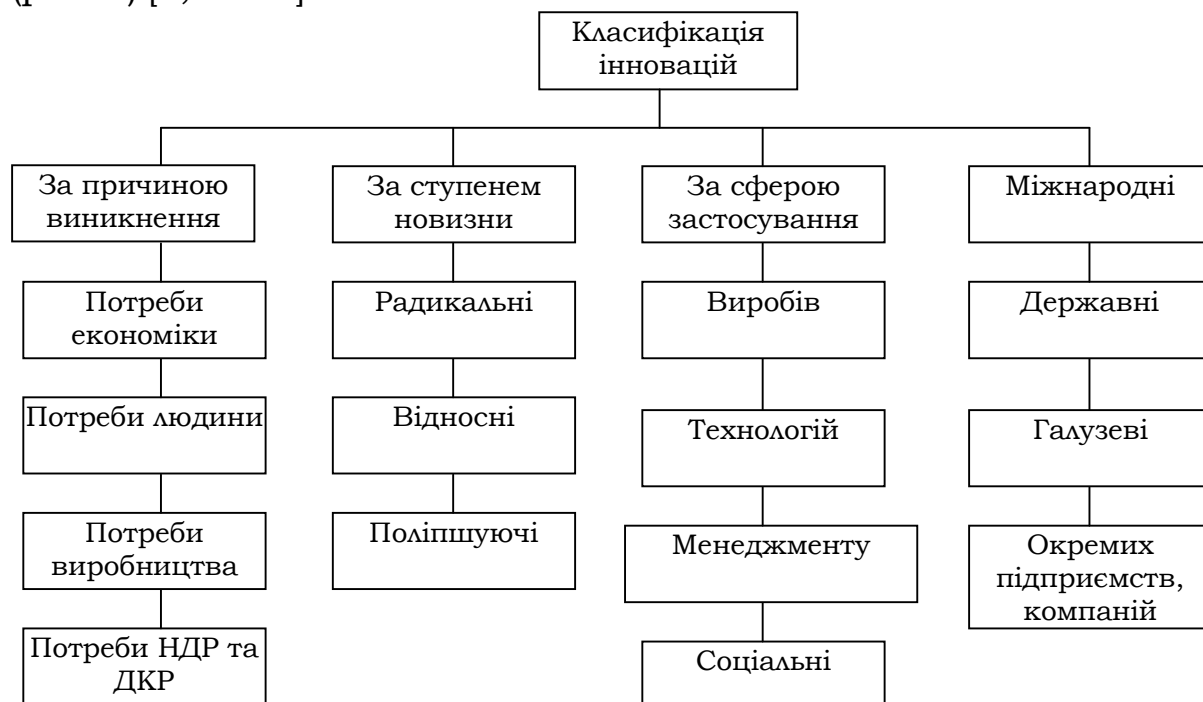 Класифікація
інновацій
За причиною
виникнення
Потреби
економіки
Потреби людини
Потреби
виробництва
Потреби НДР та
ДКР
За ступенем
новизни
Радикальні
Відносні
Поліпшуючі
За сферою
застосування
Виробів
Технологій
Менеджменту
Соціальні
Міжнародні
Державні
Галузеві
Окремих
підприємств,
компаній